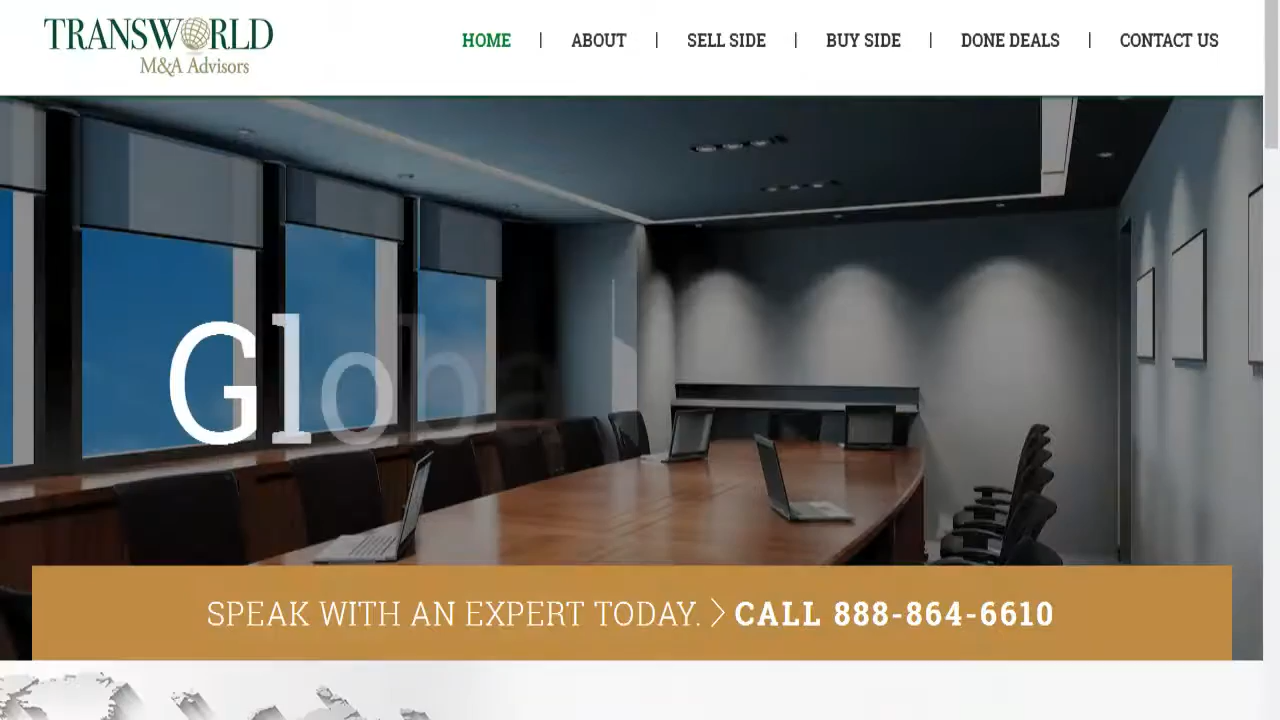 TRANSWORLD
M&A Advisors
HOME | ABOUT | SELL SIDE | BUY SIDE | DONE DEALS | CONTACT US
Globa
SPEAK WITH AN EXPERT TODAY. > CALL 888-864-6610